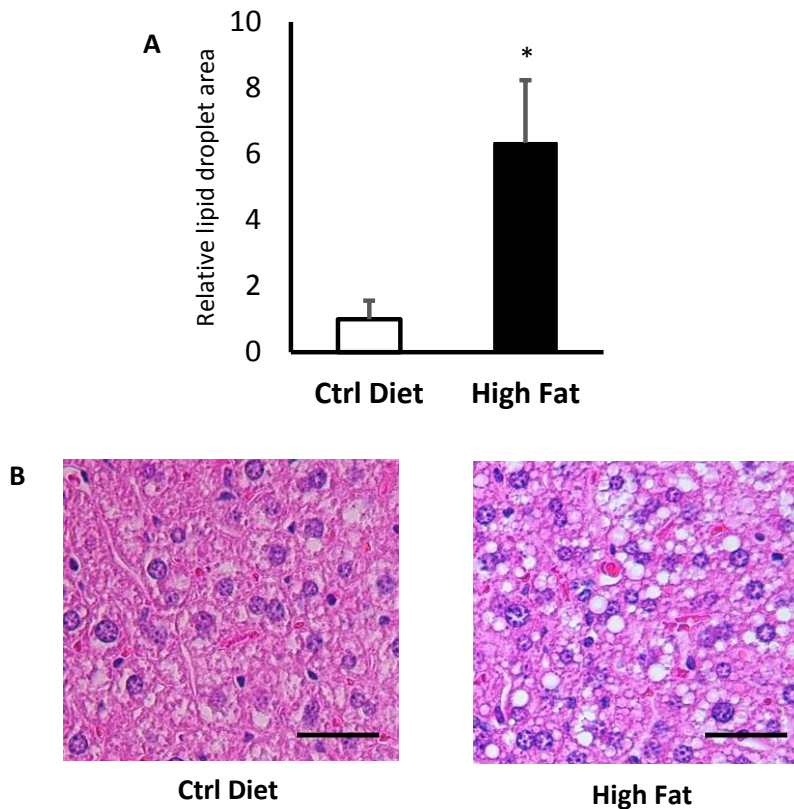 A
Relative lipid droplet area
10
8
6
4
2
0
*
Ctrl Diet
High Fat
B
Ctrl Diet
High Fat